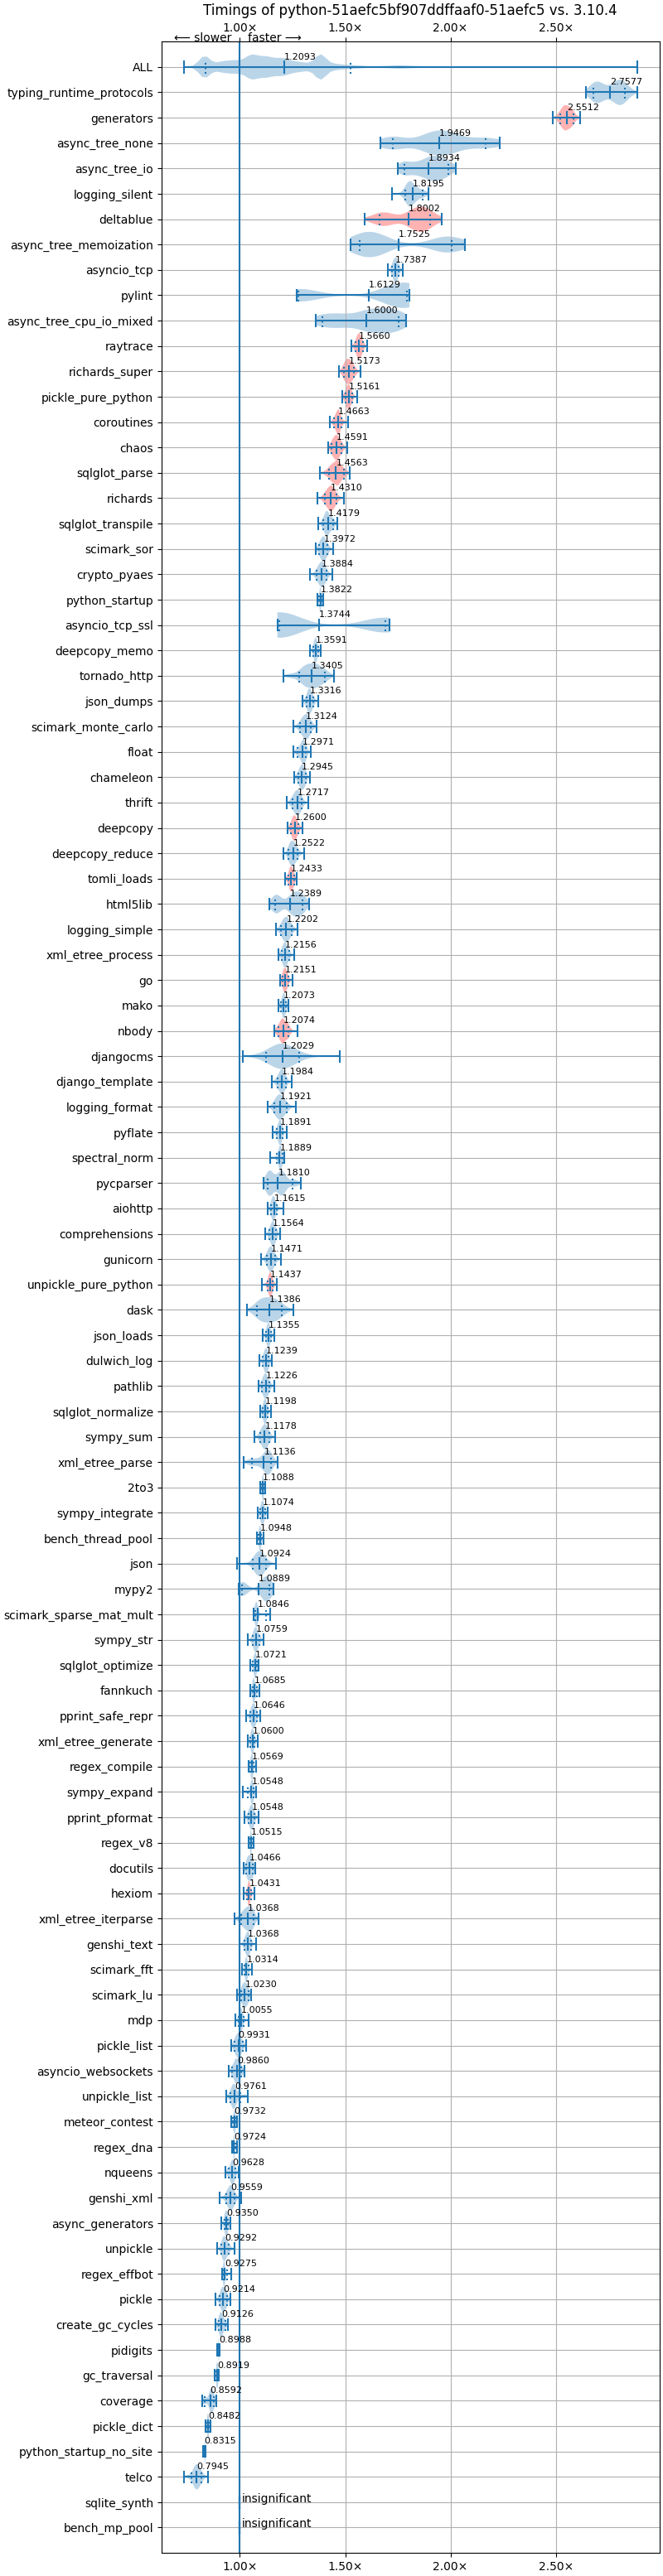 Timings of python-51aefc5bf907ddffaaf0-51aefc5 vs. 3.10.4
1.00× 1.50× 2.00× 2.50×
⟵ slower faster ⟶
ALL 1.2093
typing_runtime_protocols 2.7577
generators 2.5512
async_tree_none 1.9469
async_tree_io 1.8934
logging_silent 1.8195
deltablue 1.8002
async_tree_memoization 1.7525
asyncio_tcp 1.7387
pylint 1.6129
async_tree_cpu_io_mixed 1.6000
raytrace 1.5660
richards_super 1.5173
pickle_pure_python 1.5161
coroutines 1.4663
chaos 1.4591
sqlglot_parse 1.4563
richards 1.4310
sqlglot_transpile 1.4179
scimark_sor 1.3972
crypto_pyaes 1.3884
python_startup 1.3822
asyncio_tcp_ssl 1.3744
deepcopy_memo 1.3591
tornado_http 1.3405
json_dumps 1.3316
scimark_monte_carlo 1.3124
float 1.2971
chameleon 1.2945
thrift 1.2717
deepcopy 1.2600
deepcopy_reduce 1.2522
tomli_loads 1.2433
html5lib 1.2389
logging_simple 1.2202
xml_etree_process 1.2156
go 1.2151
mako 1.2073
nbody 1.2074
djangocms 1.2029
django_template 1.1984
logging_format 1.1921
pyflate 1.1891
spectral_norm 1.1889
pycparser 1.1810
aiohttp 1.1615
comprehensions 1.1564
gunicorn 1.1471
unpickle_pure_python 1.1437
dask 1.1386
json_loads 1.1355
dulwich_log 1.1239
pathlib 1.1226
sqlglot_normalize 1.1198
sympy_sum 1.1178
xml_etree_parse 1.1136
2to3 1.1088
sympy_integrate 1.1074
bench_thread_pool 1.0948
json 1.0924
mypy2 1.0889
scimark_sparse_mat_mult 1.0846
sympy_str 1.0759
sqlglot_optimize 1.0721
fannkuch 1.0685
pprint_safe_repr 1.0646
xml_etree_generate 1.0600
regex_compile 1.0569
sympy_expand 1.0548
pprint_pformat 1.0548
regex_v8 1.0515
docutils 1.0466
hexiom 1.0431
xml_etree_iterparse 1.0368
genshi_text 1.0368
scimark_fft 1.0314
scimark_lu 1.0230
mdp 1.0055
pickle_list 0.9931
asyncio_websockets 0.9860
unpickle_list 0.9761
meteor_contest 0.9732
regex_dna 0.9724
nqueens 0.9628
genshi_xml 0.9559
async_generators 0.9350
unpickle 0.9292
regex_effbot 0.9275
pickle 0.9214
create_gc_cycles 0.9126
pidigits 0.8988
gc_traversal 0.8919
coverage 0.8592
pickle_dict 0.8482
python_startup_no_site 0.8315
telco 0.7945
sqlite_synth insignificant
bench_mp_pool insignificant
1.00× 1.50× 2.00× 2.50×